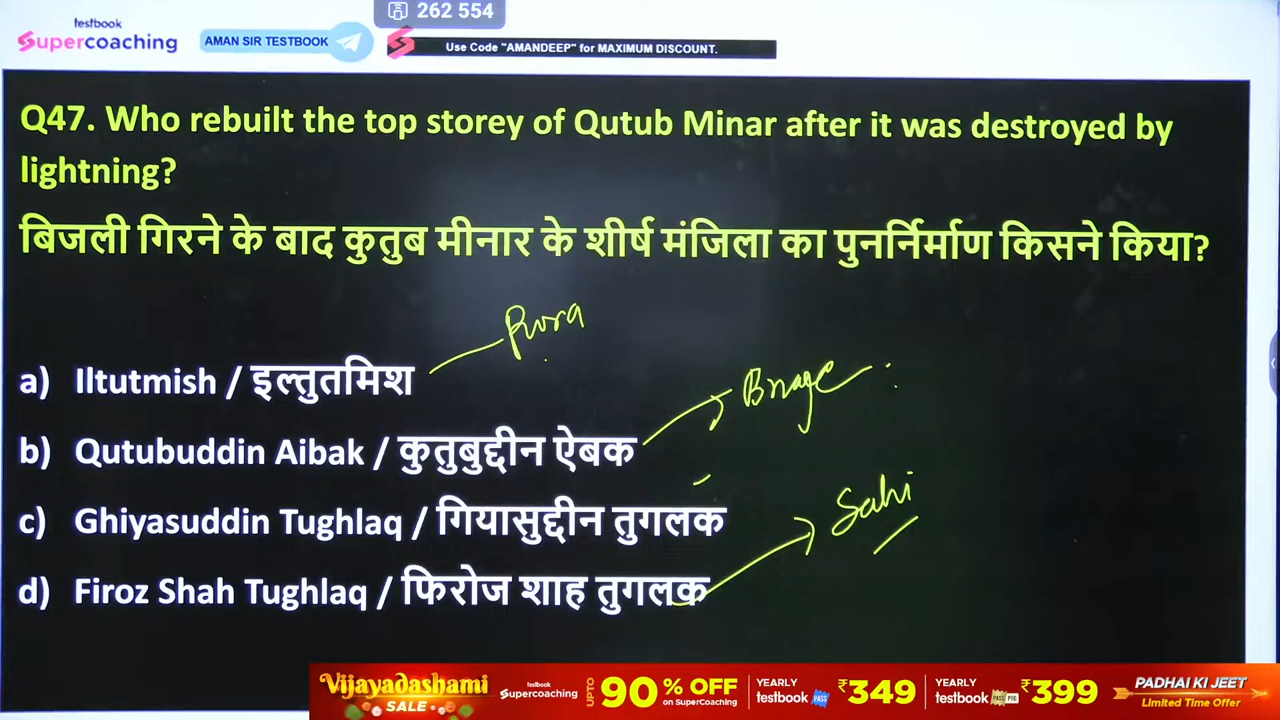 262 554
testbook
Supercoaching
AMAN SIR TESTBOOK
Use Code "AMANDEEP" for MAXIMUM DISCOUNT.
Q47. Who rebuilt the top storey of Qutub Minar after it was destroyed by
lightning?
बिजली गिरने के बाद कुतुब मीनार के शीर्ष मंजिला का पुनर्निर्माण किसने किया?
a) Iltutmish / इल्तुतमिश
b) Qutubuddin Aibak / कुतुबुद्दीन ऐबक
c) Ghiyasuddin Tughlaq / गियासुद्दीन तुगलक
Sahi
d) Firoz Shah Tughlaq / फिरोज शाह तुगलक
Vijayadashami
SALE
testbook
Supercoaching
UPTO
90% OFF
on SuperCoaching
YEARLY
testbook PASS
₹349
YEARLY
testbook PASS PRO
₹399
PADHAI KI JEET
Limited Time Offer